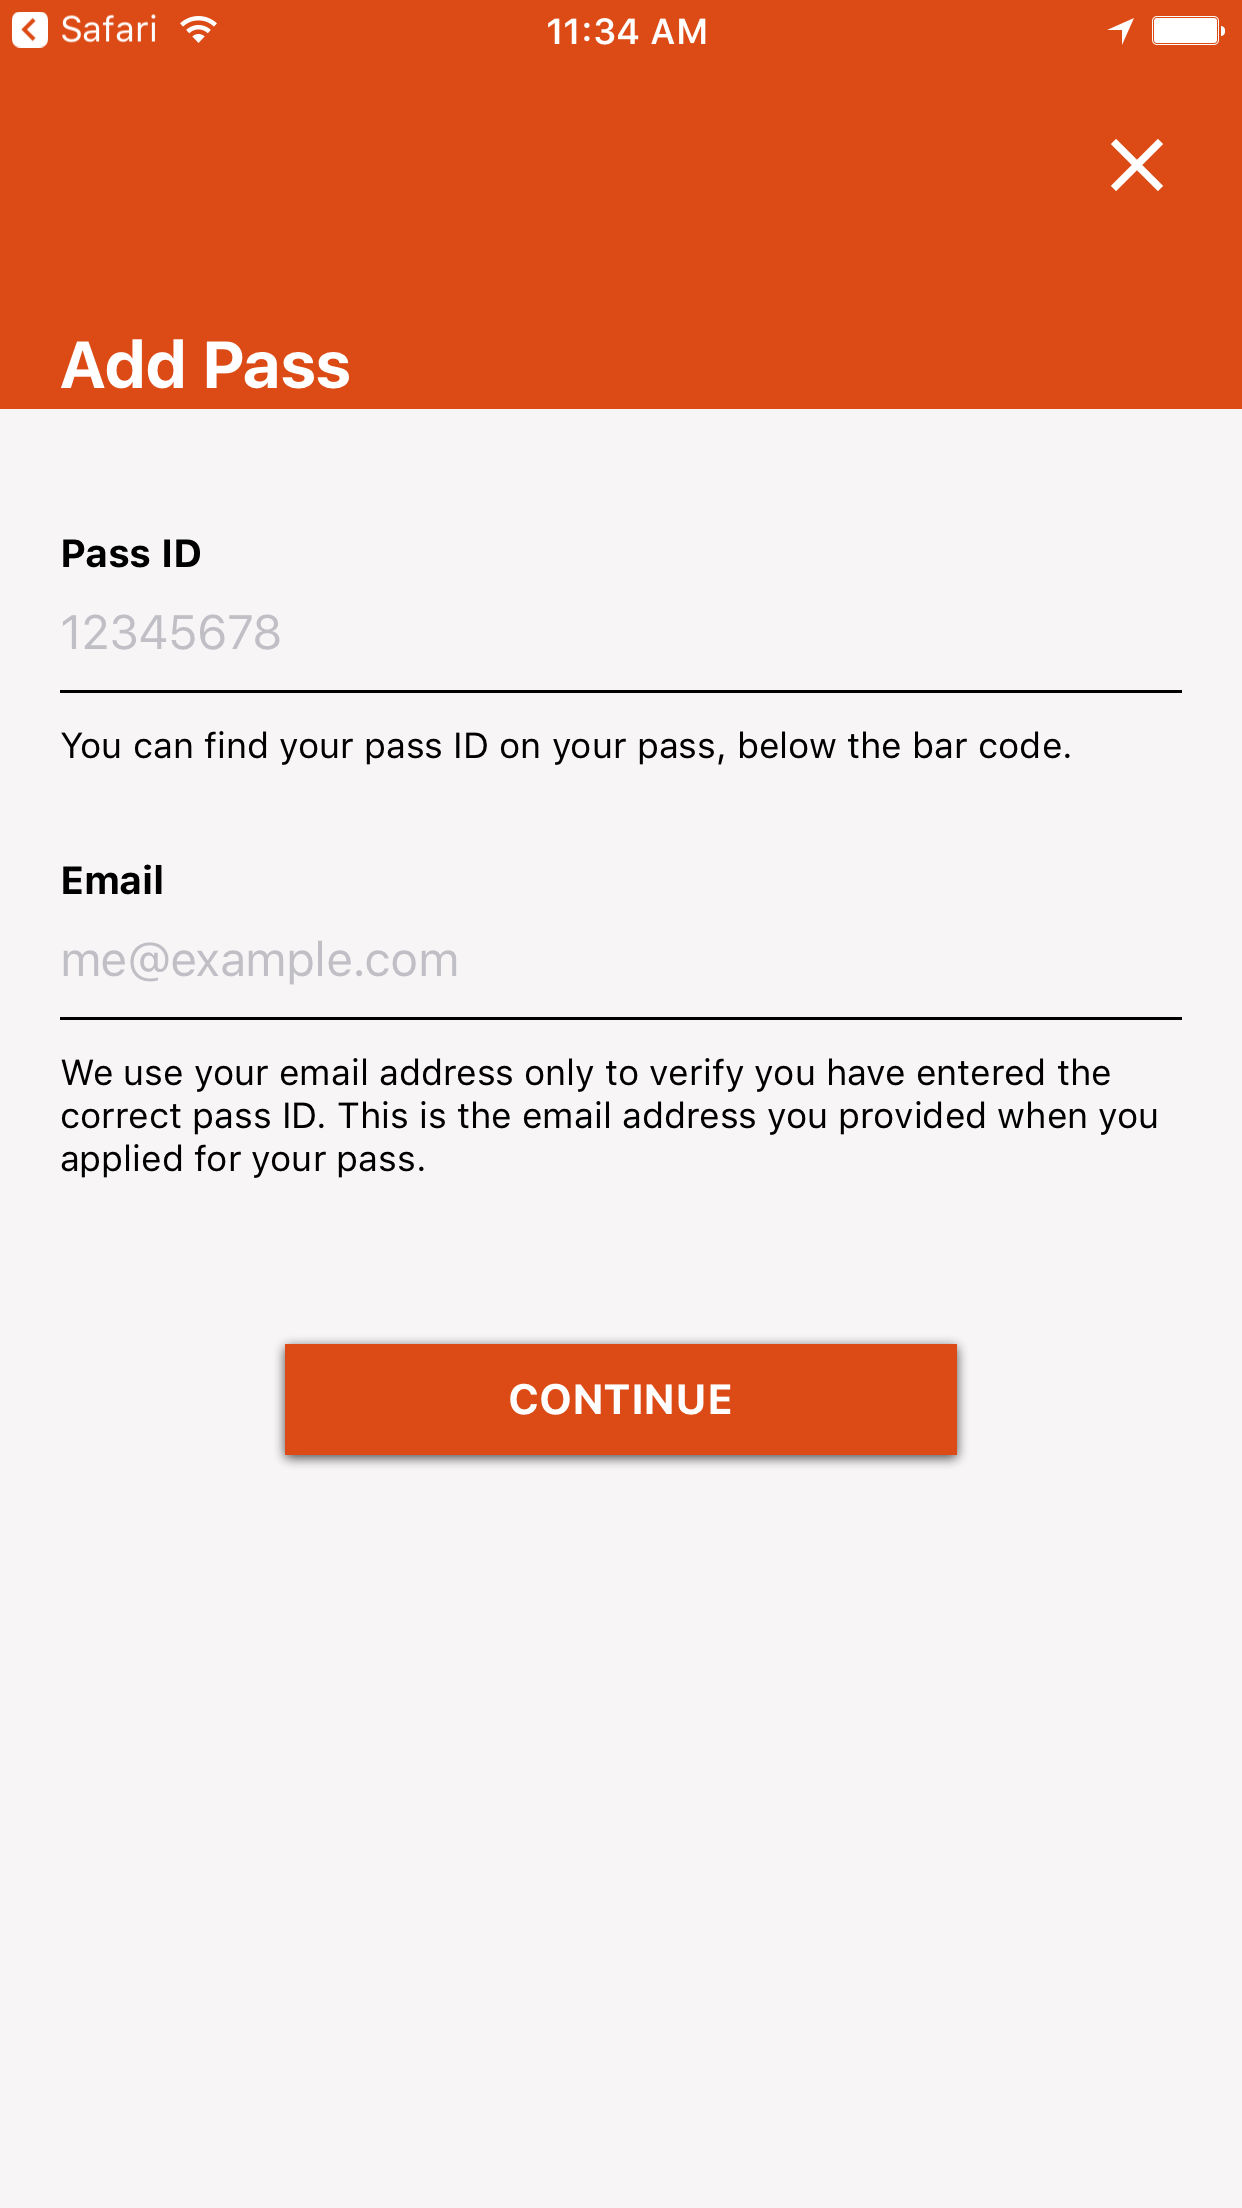 Safari
11:34 AM
Add Pass
Pass ID
12345678
You can find your pass ID on your pass, below the bar code.
Email
me@example.com
We use your email address only to verify you have entered the
correct pass ID. This is the email address you provided when you
applied for your pass.
CONTINUE